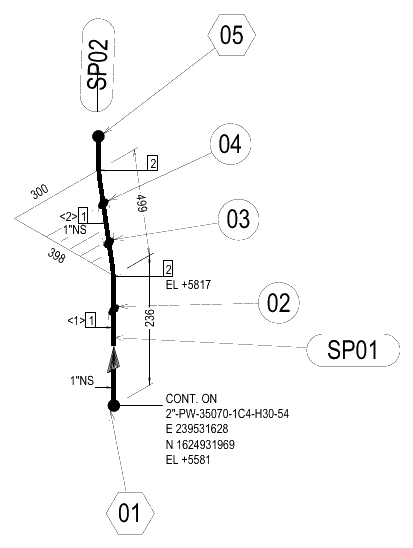 SP02
05
04
2
300
499
<2> 1
1"NS
03
398
2
EL +5817
02
236
<1> 1
SP01
1"NS
CONT. ON
2"-PW-35070-1C4-H30-54
E 239531628
N 1624931969
EL +5581
01